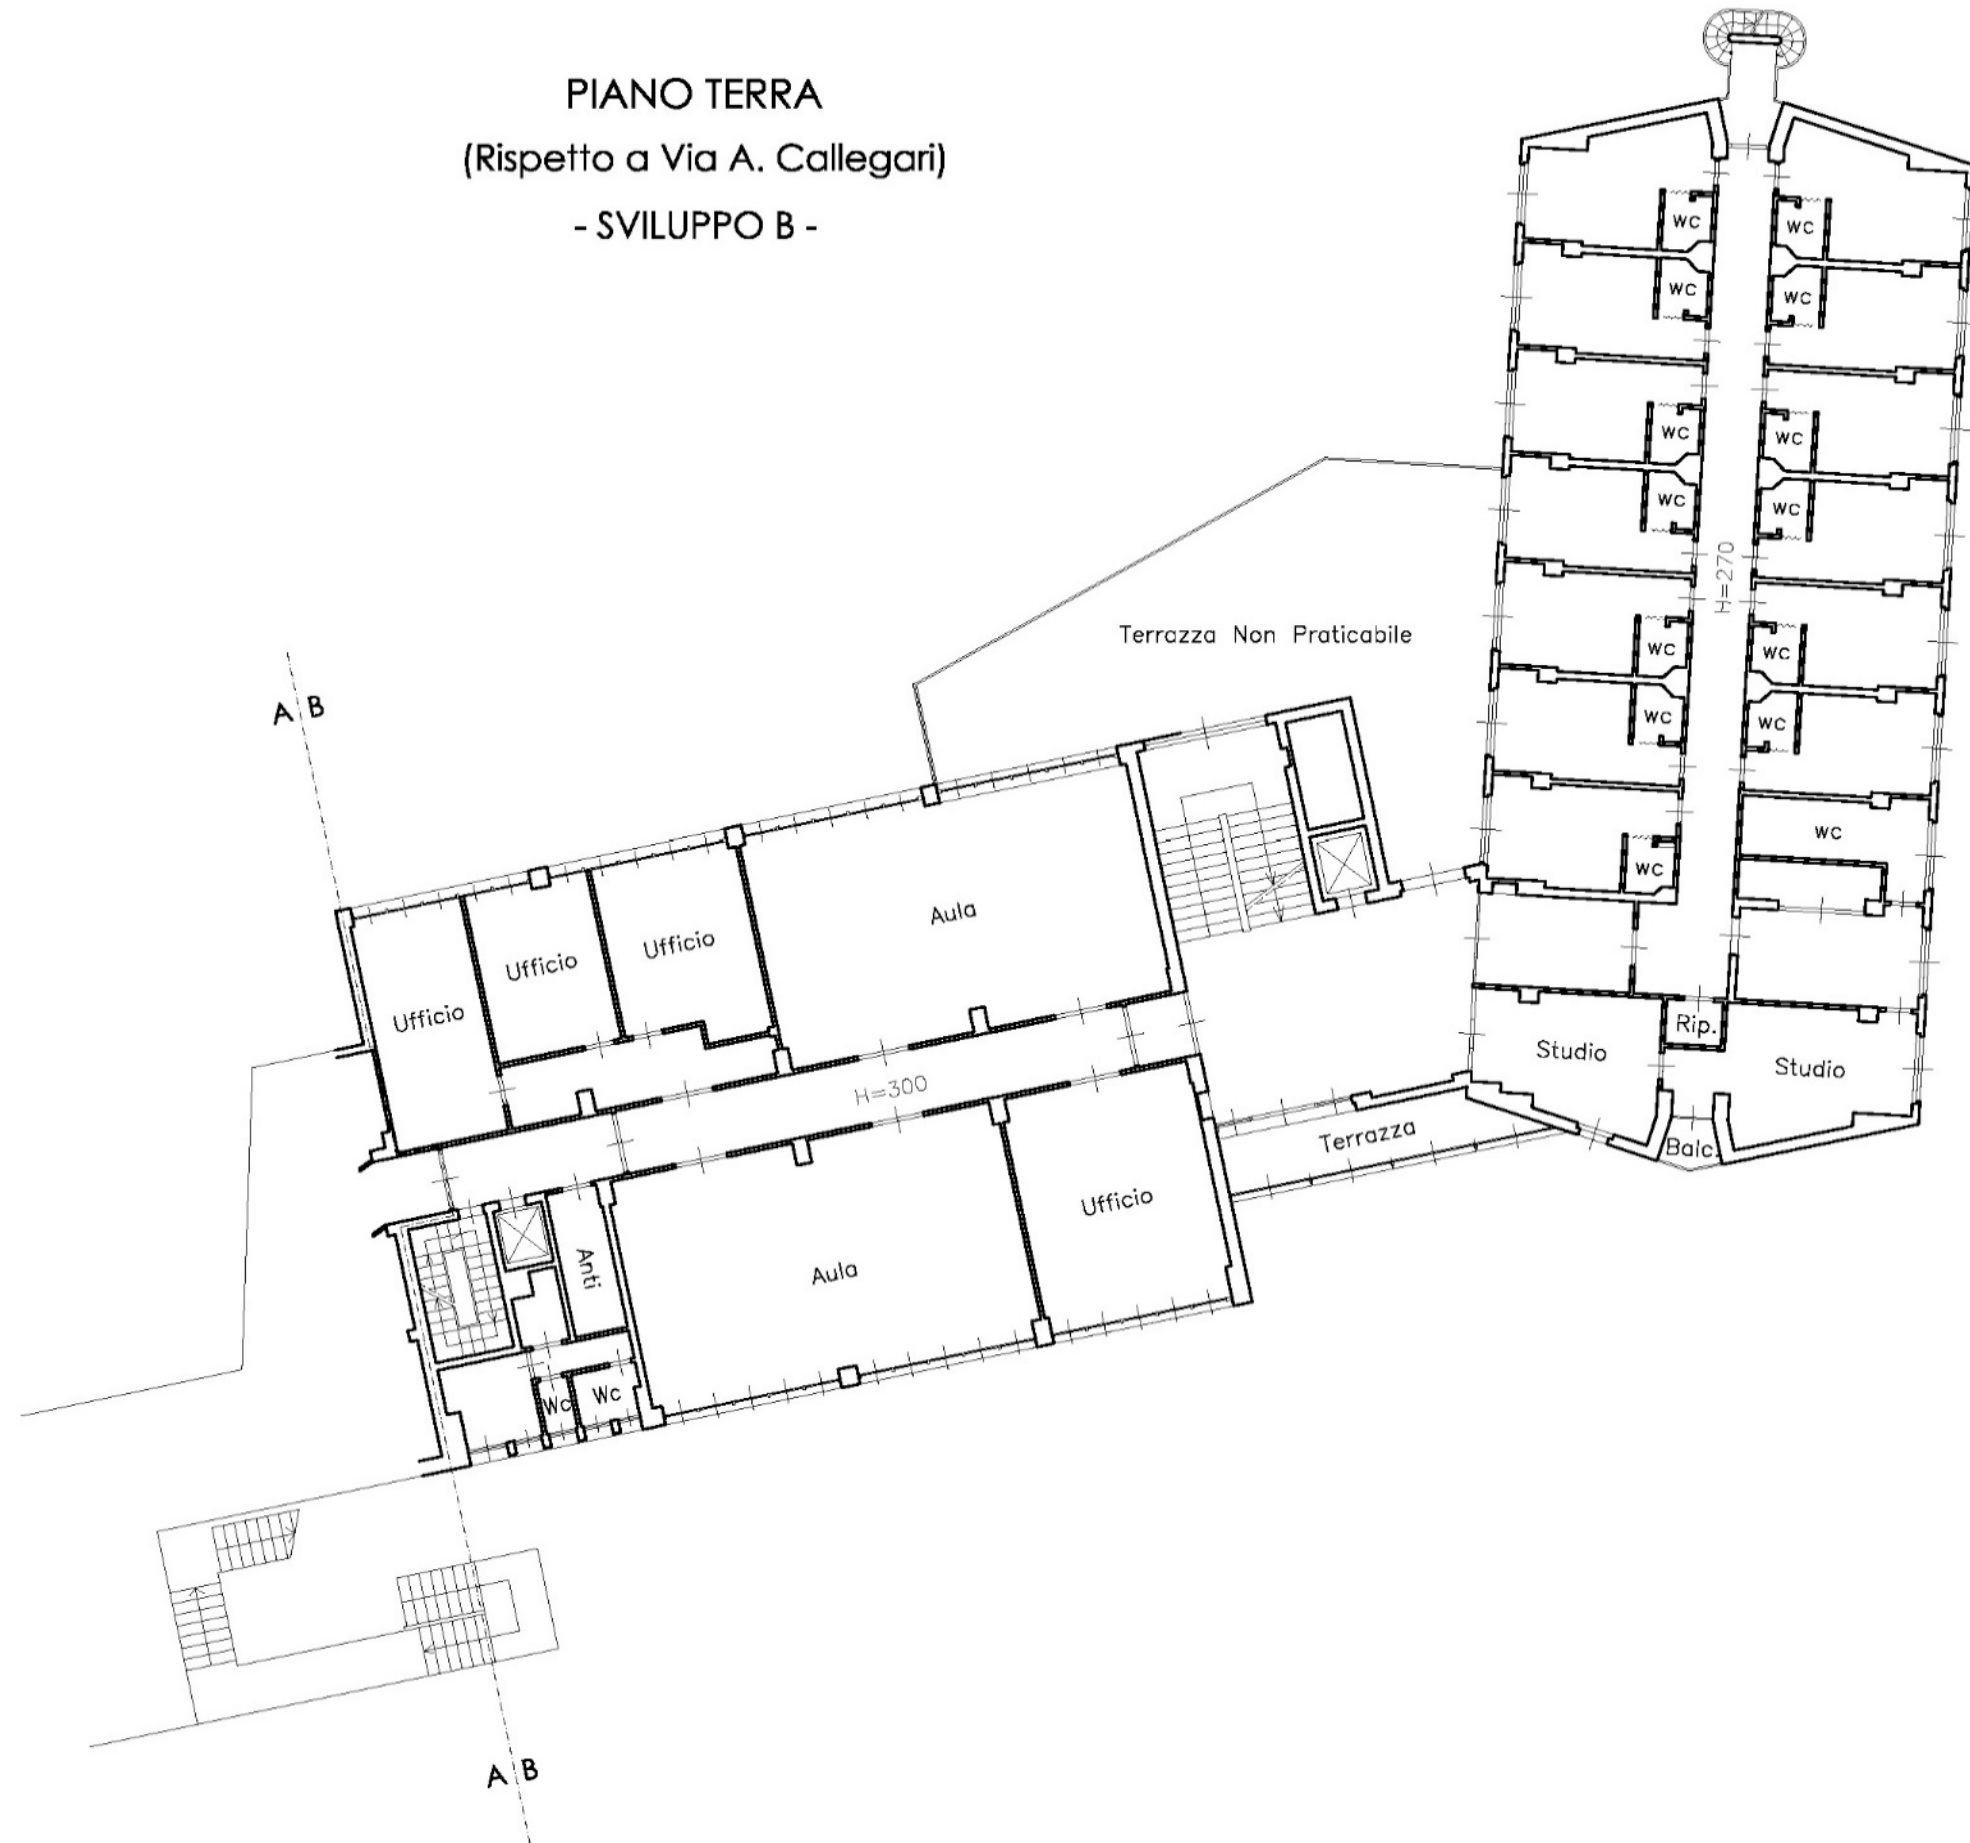 PIANO TERRA
(Rispetto a Via A. Callegari)
- SVILUPPO B -
WC
WC
WC
WC
WC
WC
WC
WC
H=270
Terrazza Non Praticabile
WC
WC
WC
WC
A B
WC
WC
Aula
Ufficio
Ufficio
Ufficio
Rip.
Studio
Studio
H=300
Terrazza
Balc.
Ufficio
Anti
Aula
Wc
Wc
A B